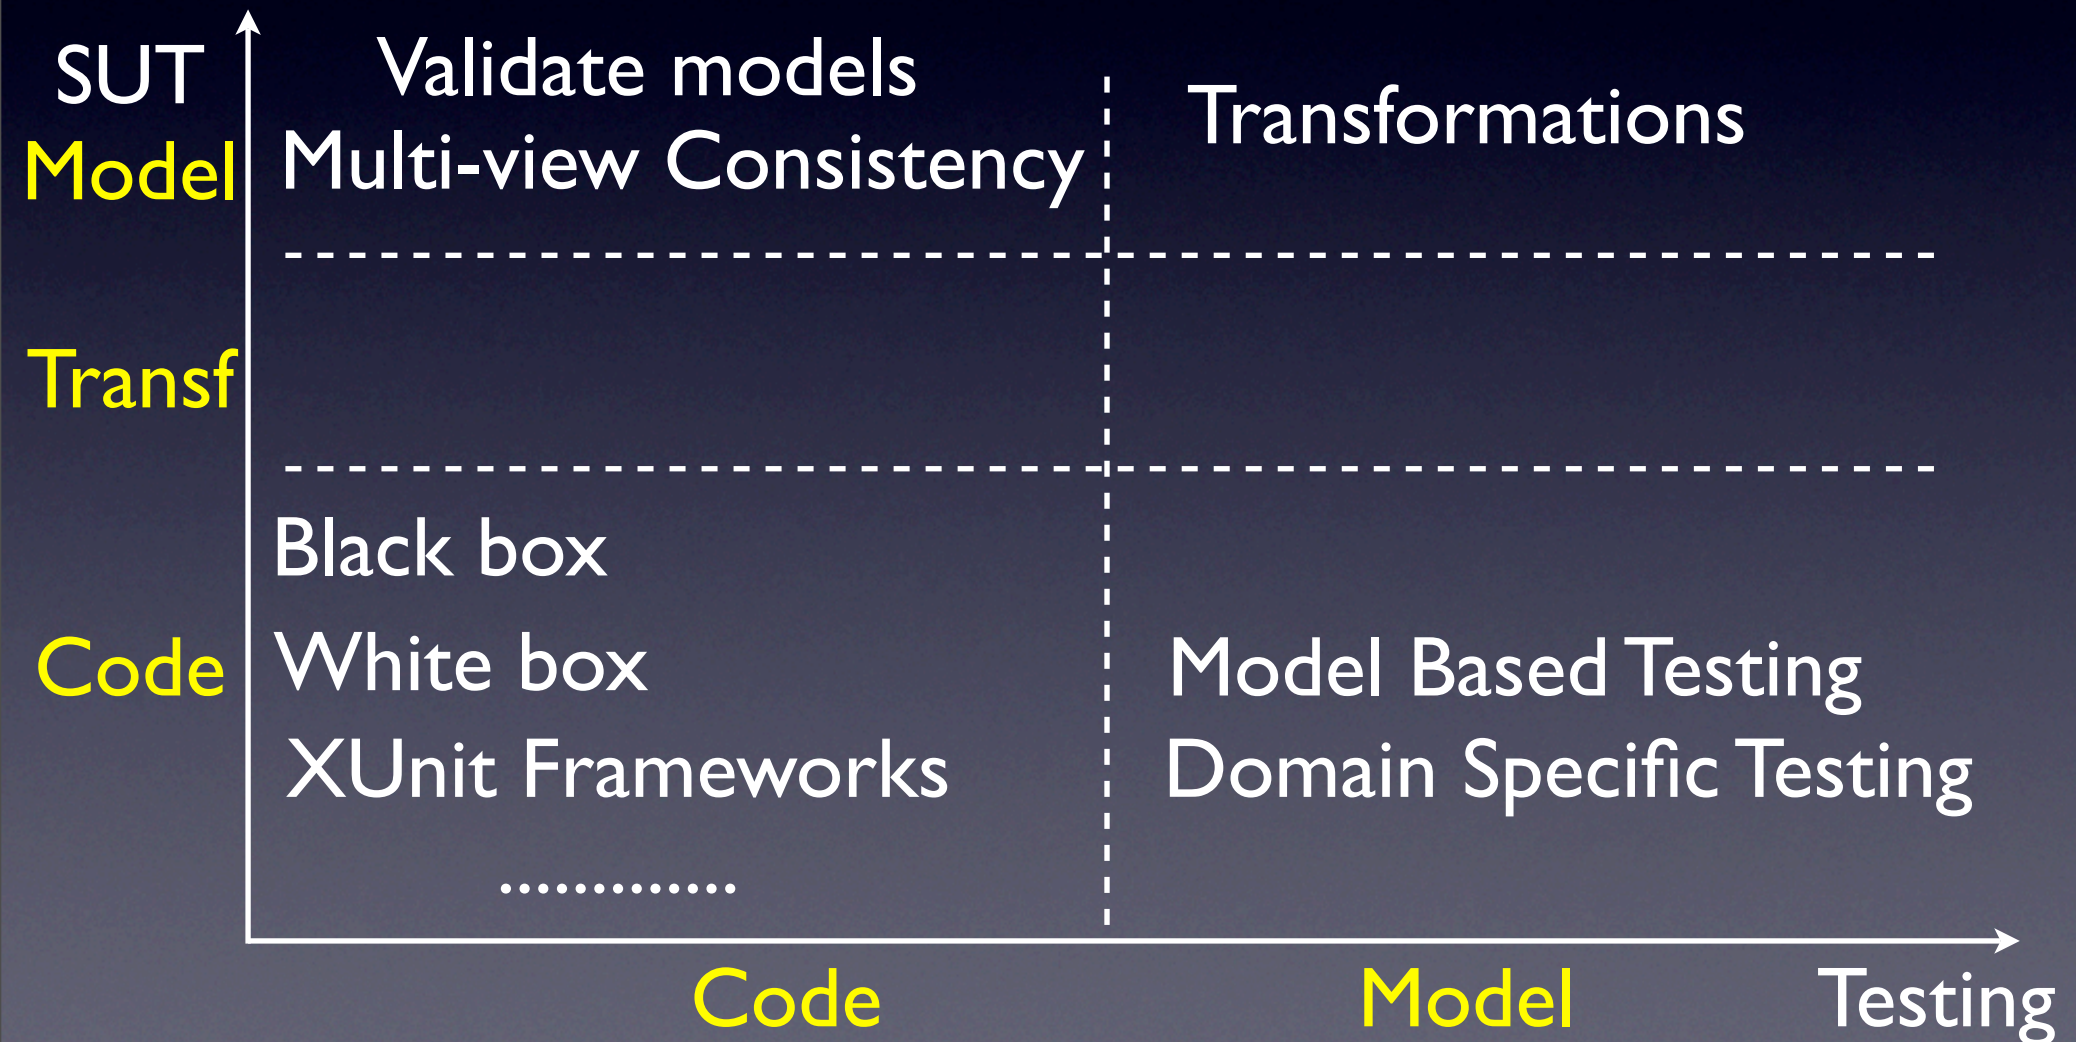 SUT
Model
Validate models
Multi-view Consistency
Transformations
Transf
Code
Black box
White box
XUnit Frameworks
.............
Model Based Testing
Domain Specific Testing
Code
Model
Testing